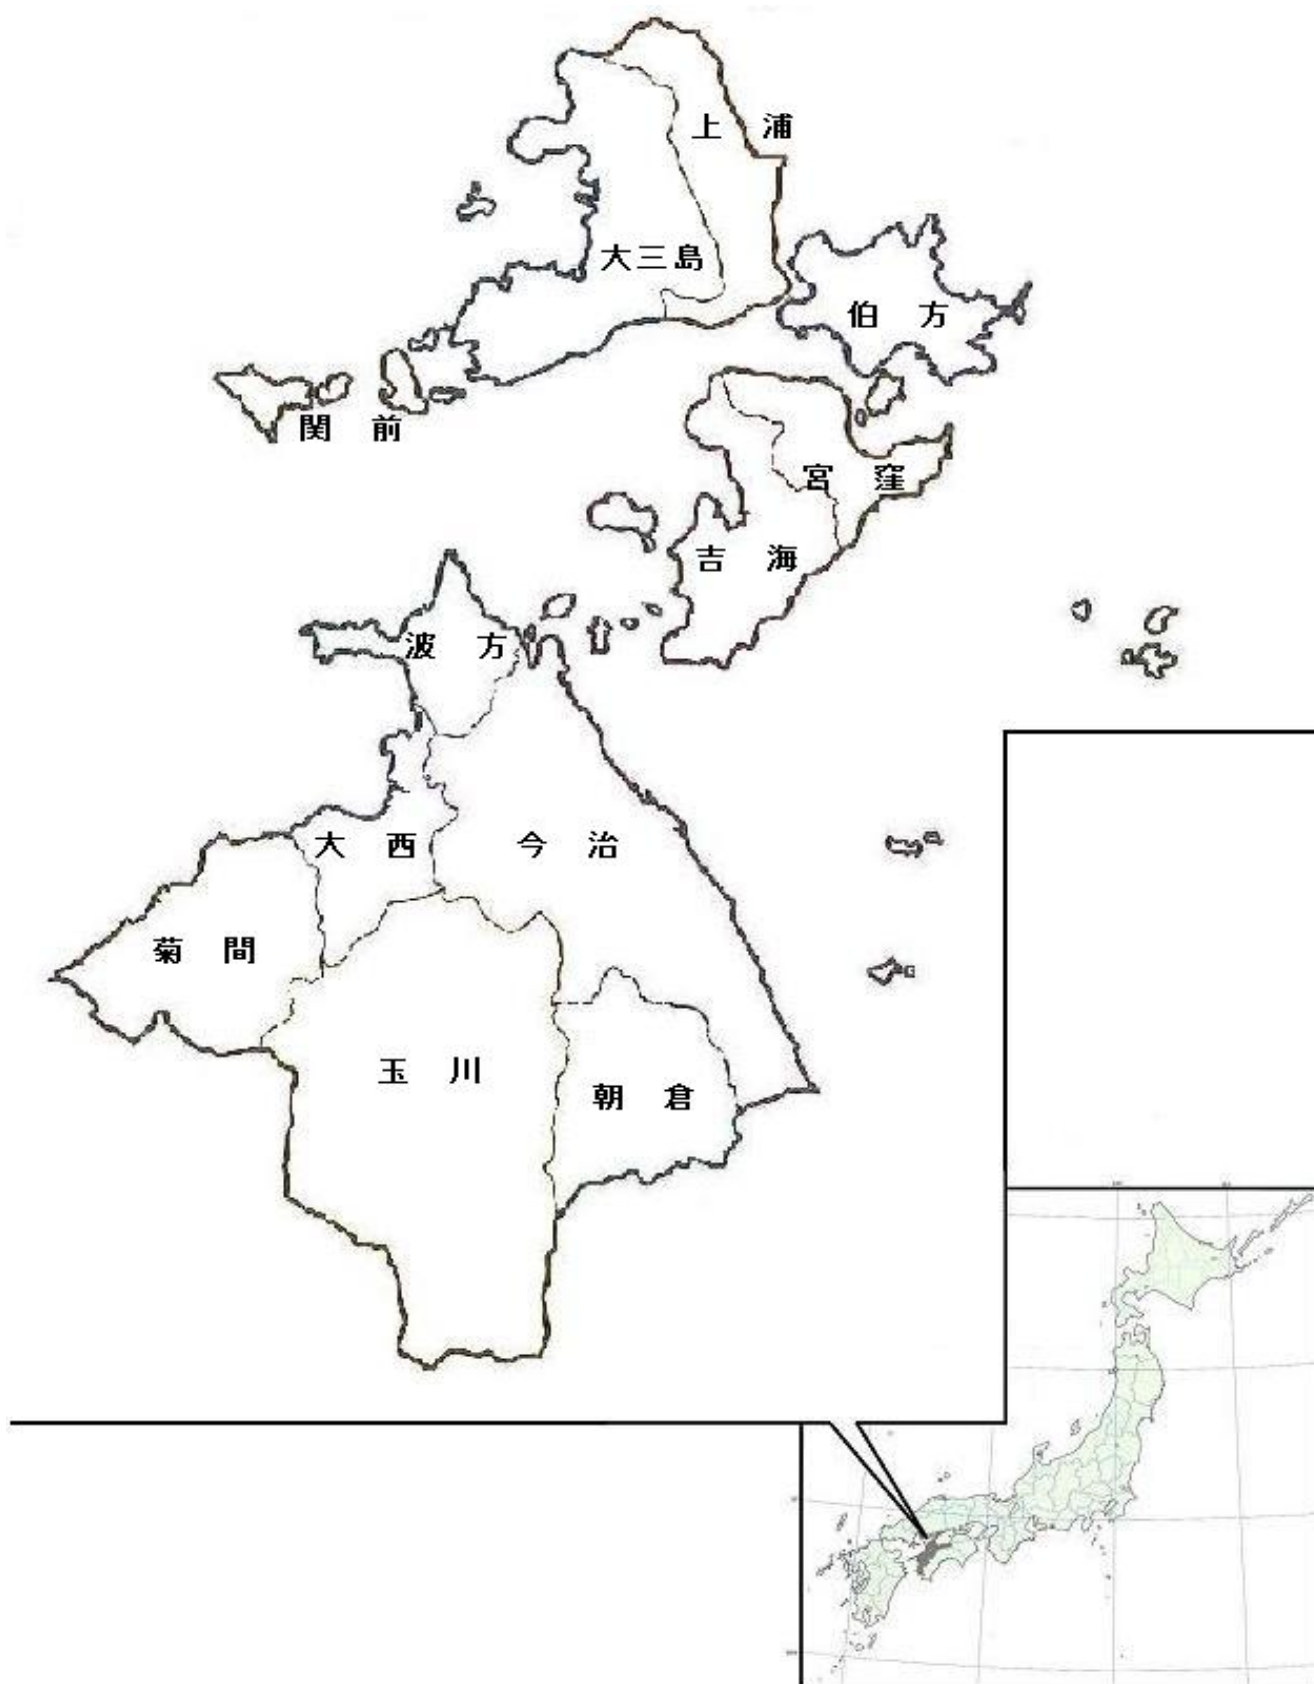 上浦
大三島
伯方
関前
宮窪
吉海
波方
大西
今治
菊間
玉川
朝倉